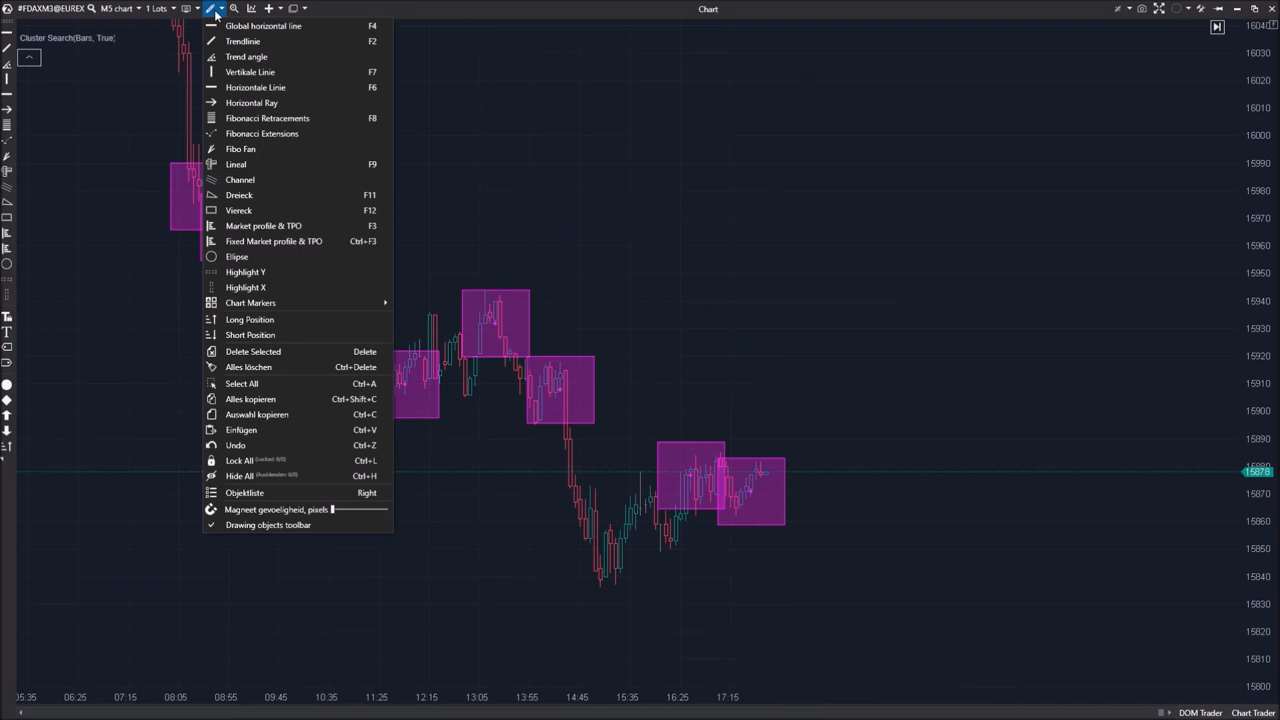 #FDAXM3@EUREX M5 chart 1 Lots Chart
Cluster Search(Bars, True)
Global horizontal line F4
Trendlinie F2
Trend angle
Vertikale Linie F7
Horizontale Linie F6
Horizontal Ray
Fibonacci Retracements F8
Fibonacci Extensions
Fibo Fan
Lineal F9
Channel
Dreieck F11
Viereck F12
Market profile & TPO F3
Fixed Market profile & TPO Ctrl+F3
Ellipse
Highlight Y
Highlight X
Chart Markers
Long Position
Short Position
Delete Selected Delete
Alles löschen Ctrl+Delete
Select All Ctrl+A
Alles kopieren Ctrl+Shift+C
Auswahl kopieren Ctrl+C
Einfügen Ctrl+V
Undo Ctrl+Z
Lock All (Locked: 0/0) Ctrl+L
Hide All (Ausblenden: 0/0) Ctrl+H
Objektliste Right
Magneet gevoeligheid, pixels
Drawing objects toolbar
16030
16020
16010
16000
15990
15980
15970
15960
15950
15940
15930
15920
15910
15900
15890
15878
15870
15860
15850
15840
15830
15820
15810
15800
05:35 06:25 07:15 08:05 08:55 09:45 10:35 11:25 12:15 13:05 13:55 14:45 15:35 16:25 17:15
DOM Trader Chart Trader